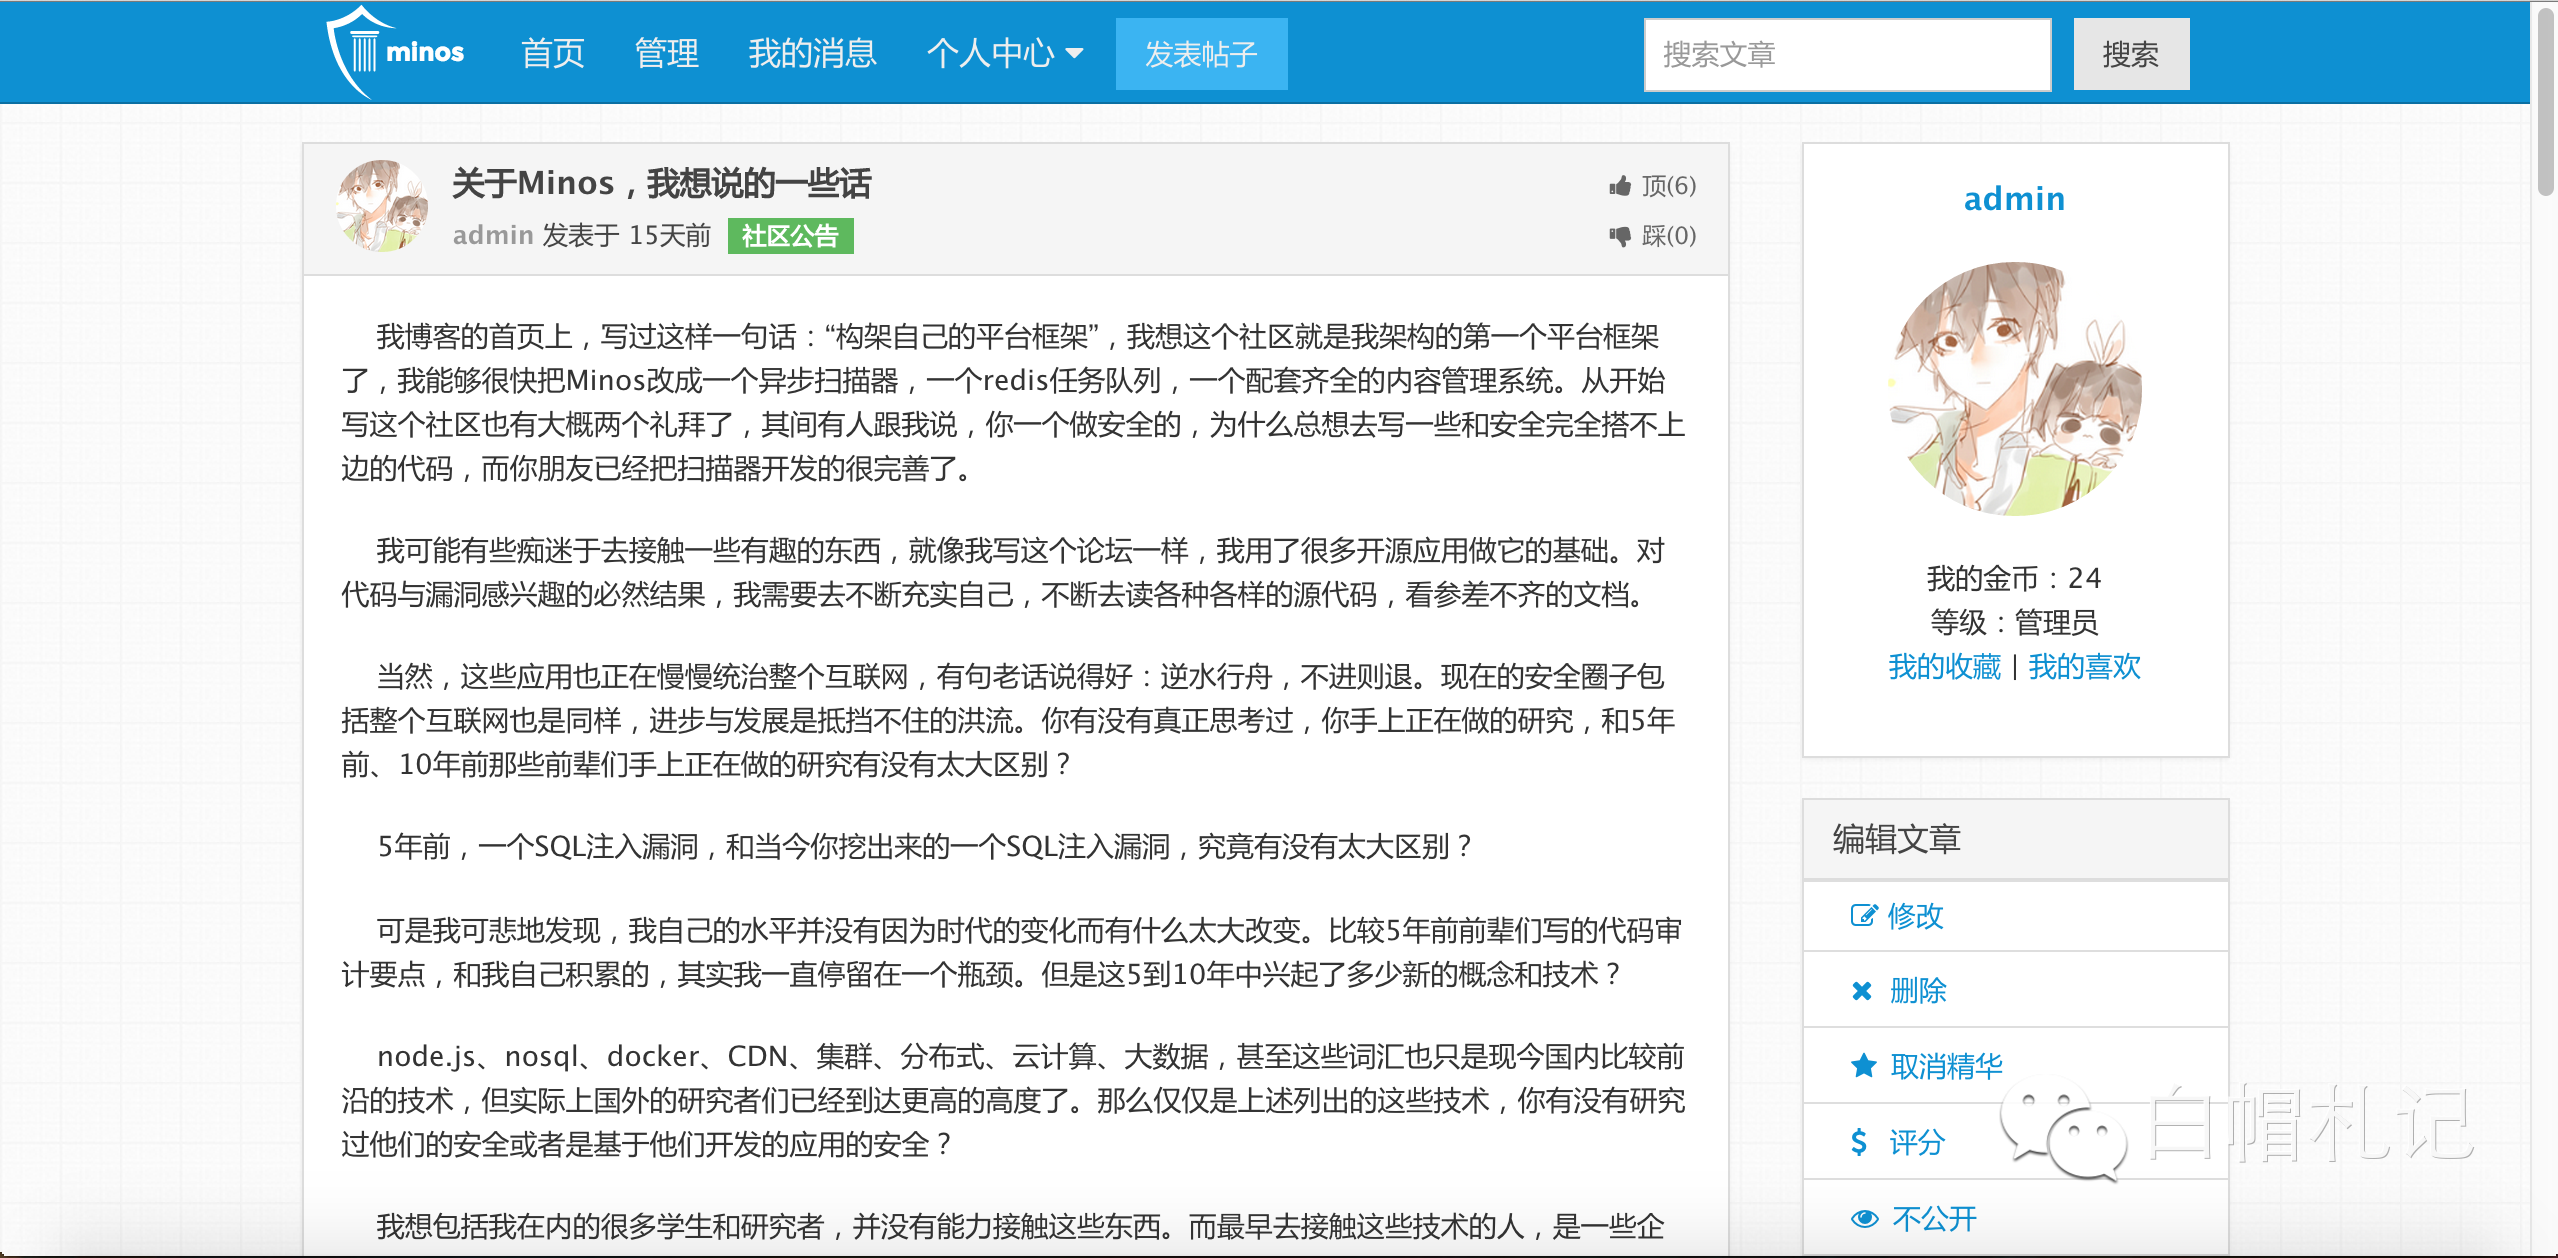 minos 首页 管理 我的消息 个人中心 发表帖子 搜索文章 搜索
关于Minos，我想说的一些话
顶(6)
admin 发表于 15天前 社区公告
踩(0)
我博客的首页上，写过这样一句话：“构架自己的平台框架”，我想这个社区就是我架构的第一个平台框架
了，我能够很快把Minos改成一个异步扫描器，一个redis任务队列，一个配套齐全的内容管理系统。从开始
写这个社区也有大概两个礼拜了，其间有人跟我说，你一个做安全的，为什么总想去写一些和安全完全搭不上
边的代码，而你朋友已经把扫描器开发的很完善了。
我可能有些痴迷于去接触一些有趣的东西，就像我写这个论坛一样，我用了很多开源应用做它的基础。对
代码与漏洞感兴趣的必然结果，我需要去不断充实自己，不断去读各种各样的源代码，看参差不齐的文档。
当然，这些应用也正在慢慢统治整个互联网，有句老话说得好：逆水行舟，不进则退。现在的安全圈子包
括整个互联网也是同样，进步与发展是抵挡不住的洪流。你有没有真正思考过，你手上正在做的研究，和5年
前、10年前那些前辈们手上正在做的研究有没有太大区别？
5年前，一个SQL注入漏洞，和当今你挖出来的一个SQL注入漏洞，究竟有没有太大区别？
可是我可悲地发现，我自己的水平并没有因为时代的变化而有什么太大改变。比较5年前前辈们写的代码审
计要点，和我自己积累的，其实我一直停留在一个瓶颈。但是这5到10年中兴起了多少新的概念和技术？
node.js、nosql、docker、CDN、集群、分布式、云计算、大数据，甚至这些词汇也只是现今国内比较前
沿的技术，但实际上国外的研究者们已经到达更高的高度了。那么仅仅是上述列出的这些技术，你有没有研究
过他们的安全或者是基于他们开发的应用的安全？
我想包括我在内的很多学生和研究者，并没有能力接触这些东西。而最早去接触这些技术的人，是一些企
admin
我的金币：24
等级：管理员
我的收藏 | 我的喜欢
编辑文章
修改
删除
取消精华
评分
不公开
白帽札记